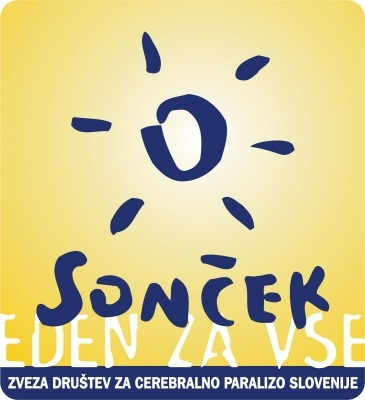 SONČEK
EDEN ZA VSE
ZVEZA DRUŠTEV ZA CEREBRALNO PARALIZO SLOVENIJE